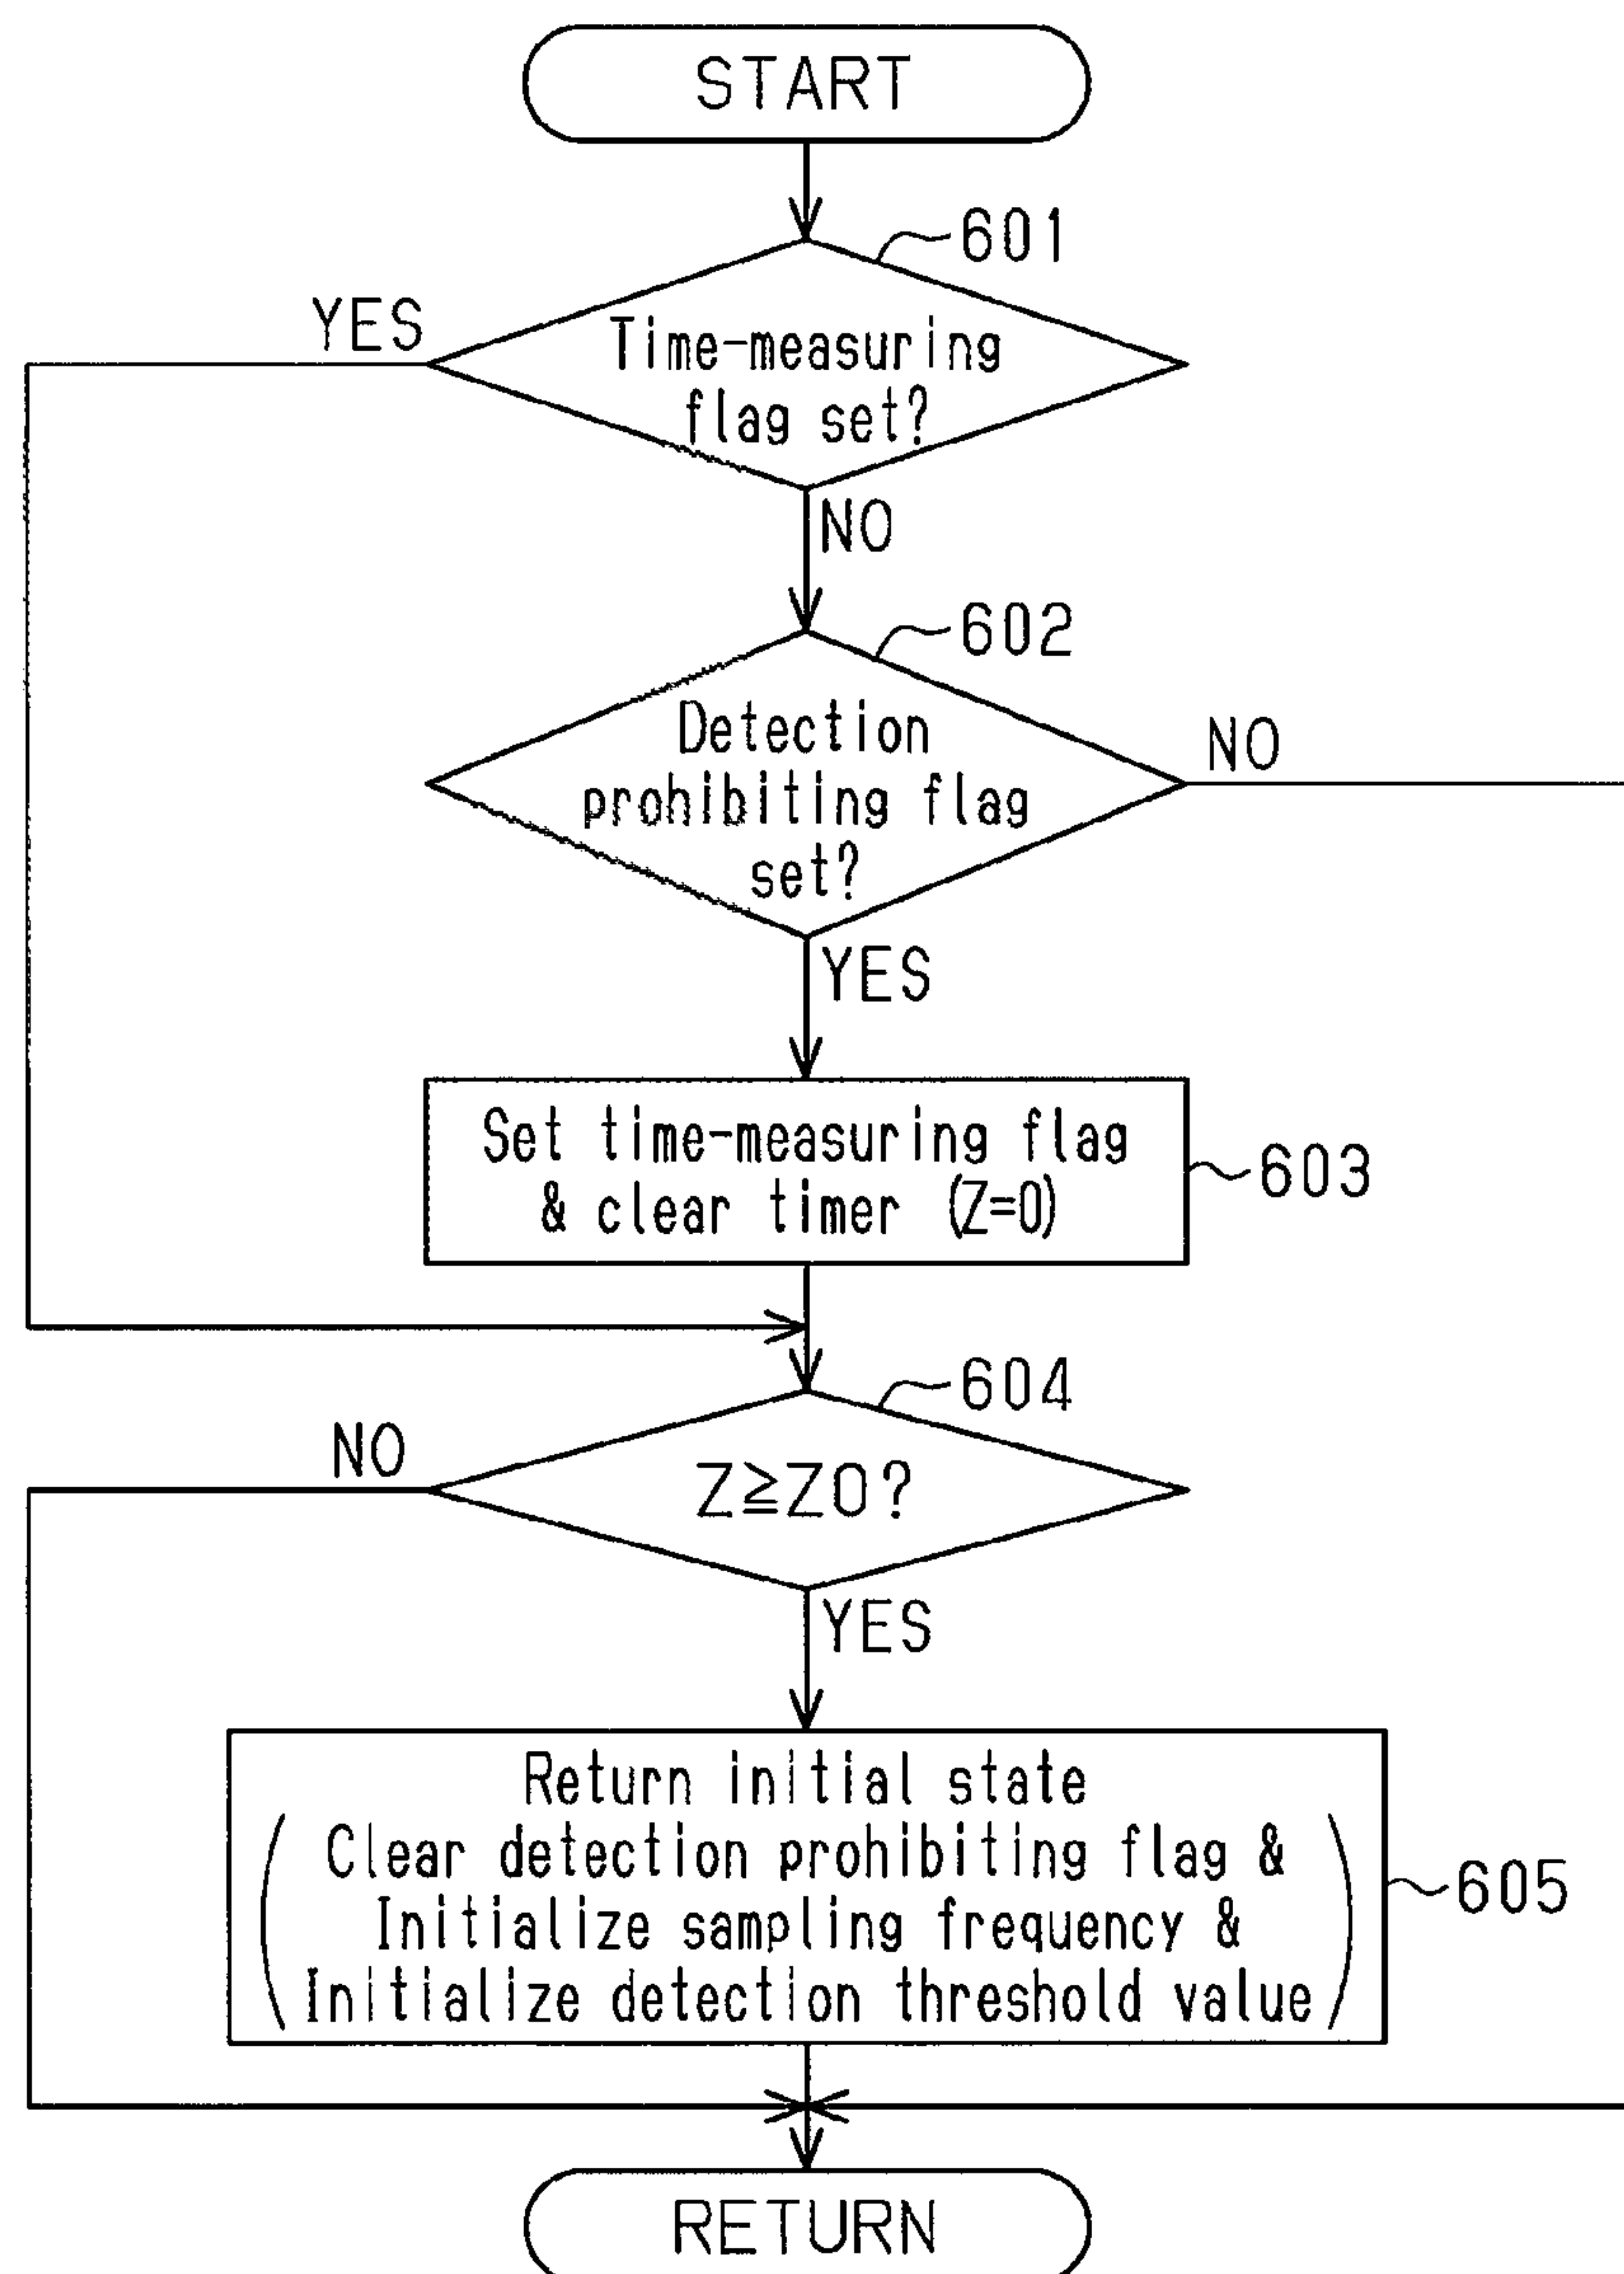 START
601
YES
Time-measuring
flag set?
NO
602
Detection
prohibiting flag
set?
NO
YES
Set time-measuring flag
& clear timer (Z=0)
603
604
NO
Z≧Z0?
YES
Return initial state
(Clear detection prohibiting flag &
Initialize sampling frequency &
Initialize detection threshold value)
605
RETURN